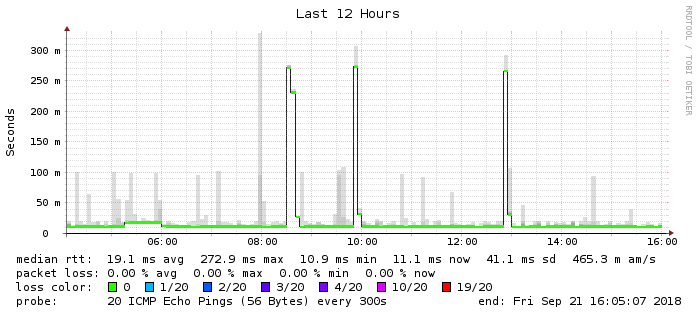 Last 12 Hours
RRDTOOL / TOBI OETIKER
Seconds
300 m
250 m
200 m
150 m
100 m
50 m
0
06:00 08:00 10:00 12:00 14:00 16:00
median rtt: 19.1 ms avg 272.9 ms max 10.9 ms min 11.1 ms now 41.1 ms sd 465.3 m am/s
packet loss: 0.00 % avg 0.00 % max 0.00 % min 0.00 % now
loss color: 0 1/20 2/20 3/20 4/20 10/20 19/20
probe: 20 ICMP Echo Pings (56 Bytes) every 300s end: Fri Sep 21 16:05:07 2018